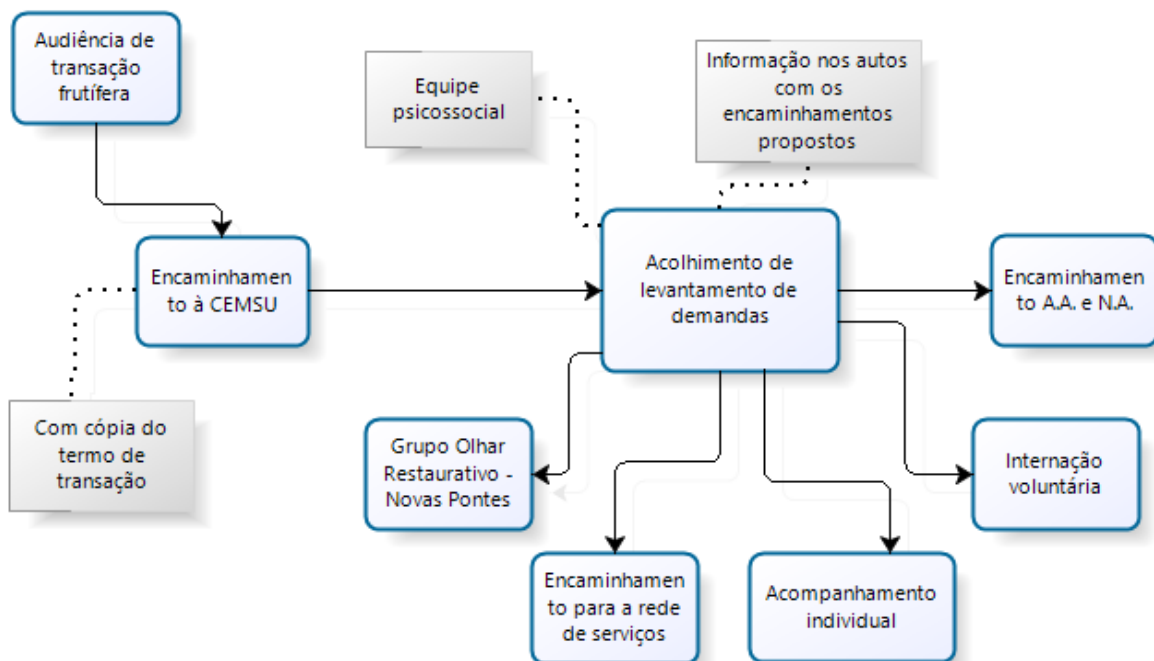 Audiência de
transação
frutífera
Equipe
psicossocial
Informação nos autos
com os
encaminhamentos
propostos
Encaminhamen
to à CEMSU
Acolhimento de
levantamento de
demandas
Encaminhamen
to A.A. e N.A.
Com cópia do
termo de
transação
Grupo Olhar
Restaurativo -
Novas Pontes
Internação
voluntária
Encaminhamen
to para a rede
de serviços
Acompanhamento
individual